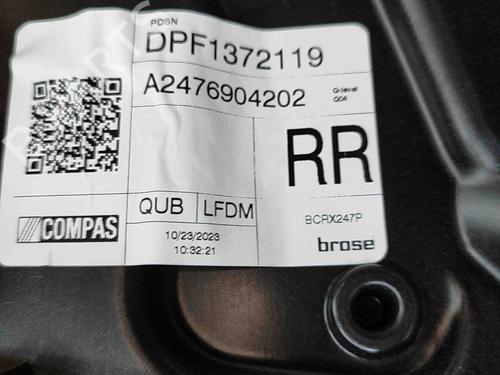 PDSN
DPF1372119
A2476904202
Q-level
Q04
RR
QUB
LFDM
BCRX247P
COMPAS
10/23/2023
10:32:21
brose